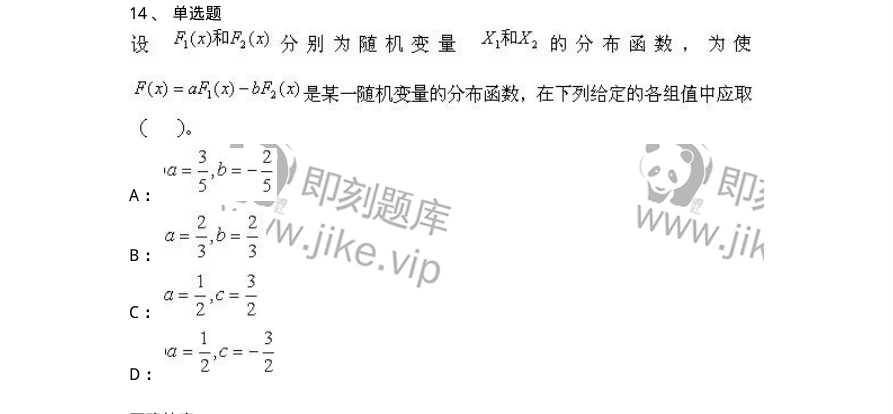 14 、 单选题
设 F₁(x)和F₂(x) 分别为随机变量 X₁和X₂ 的分布函数，为使
F(x) = aF₁(x) − bF₂(x) 是某一随机变量的分布函数，在下列给定的各组值中应取
（ ）。
A： a = 3/5, b = − 2/5
B： a = 2/3, b = 2/3
C： a = 1/2, c = 3/2
D： a = 1/2, c = − 3/2
即刻题库
www.jike.vip
即
www.jik